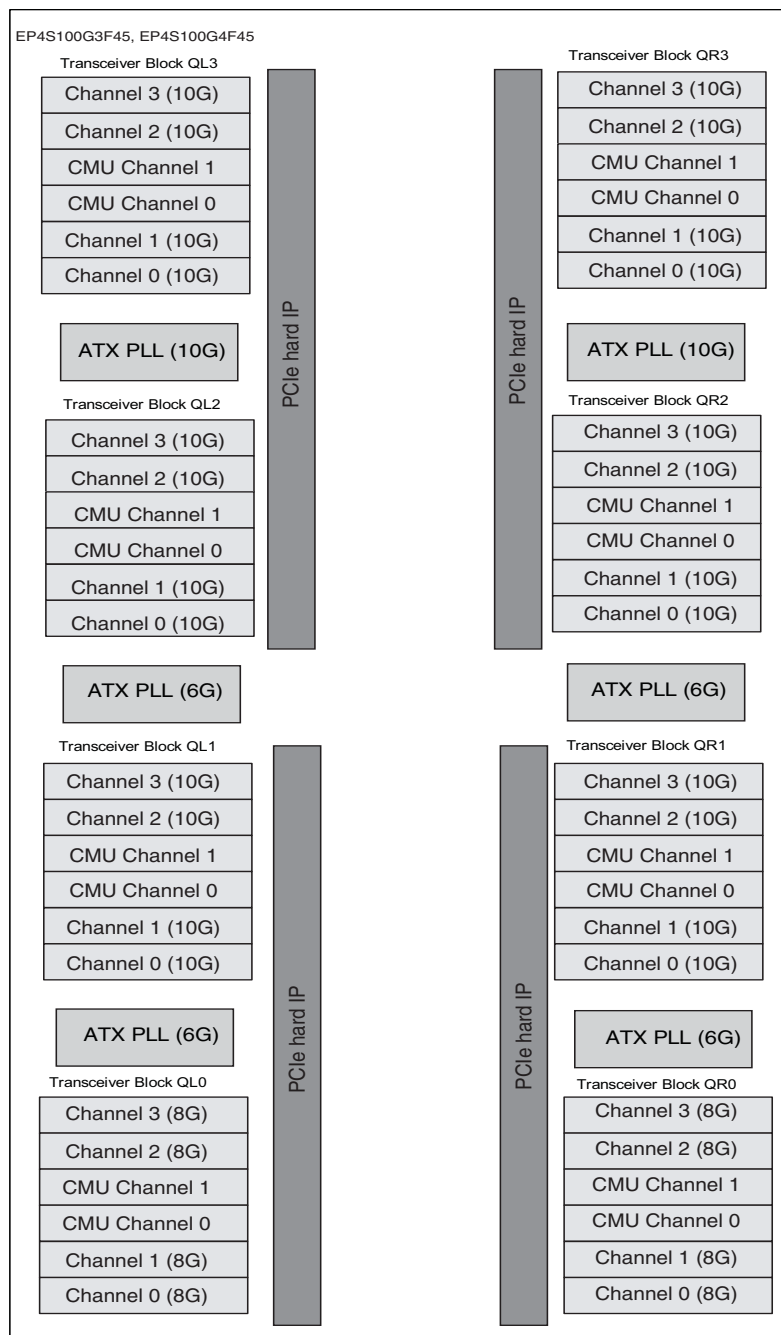 EP4S100G3F45, EP4S100G4F45
Transceiver Block QL3
Channel 3 (10G)
Channel 2 (10G)
CMU Channel 1
CMU Channel 0
Channel 1 (10G)
Channel 0 (10G)
ATX PLL (10G)
Transceiver Block QL2
Channel 3 (10G)
Channel 2 (10G)
CMU Channel 1
CMU Channel 0
Channel 1 (10G)
Channel 0 (10G)
PCIe hard IP
ATX PLL (6G)
Transceiver Block QL1
Channel 3 (10G)
Channel 2 (10G)
CMU Channel 1
CMU Channel 0
Channel 1 (10G)
Channel 0 (10G)
ATX PLL (6G)
Transceiver Block QL0
Channel 3 (8G)
Channel 2 (8G)
CMU Channel 1
CMU Channel 0
Channel 1 (8G)
Channel 0 (8G)
PCIe hard IP
Transceiver Block QR3
Channel 3 (10G)
Channel 2 (10G)
CMU Channel 1
CMU Channel 0
Channel 1 (10G)
Channel 0 (10G)
PCIe hard IP
ATX PLL (10G)
Transceiver Block QR2
Channel 3 (10G)
Channel 2 (10G)
CMU Channel 1
CMU Channel 0
Channel 1 (10G)
Channel 0 (10G)
ATX PLL (6G)
Transceiver Block QR1
Channel 3 (10G)
Channel 2 (10G)
CMU Channel 1
CMU Channel 0
Channel 1 (10G)
Channel 0 (10G)
PCIe hard IP
ATX PLL (6G)
Transceiver Block QR0
Channel 3 (8G)
Channel 2 (8G)
CMU Channel 1
CMU Channel 0
Channel 1 (8G)
Channel 0 (8G)